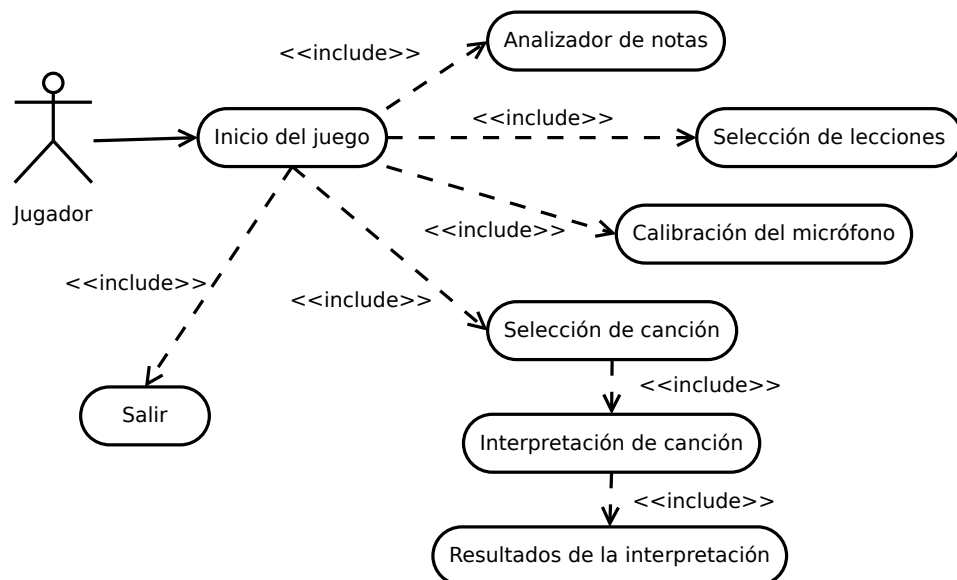 Analizador de notas
<<include>>
<<include>>
Inicio del juego
Selección de lecciones
Jugador
<<include>>
Calibración del micrófono
<<include>>
<<include>>
Selección de canción
<<include>>
Salir
Interpretación de canción
<<include>>
Resultados de la interpretación